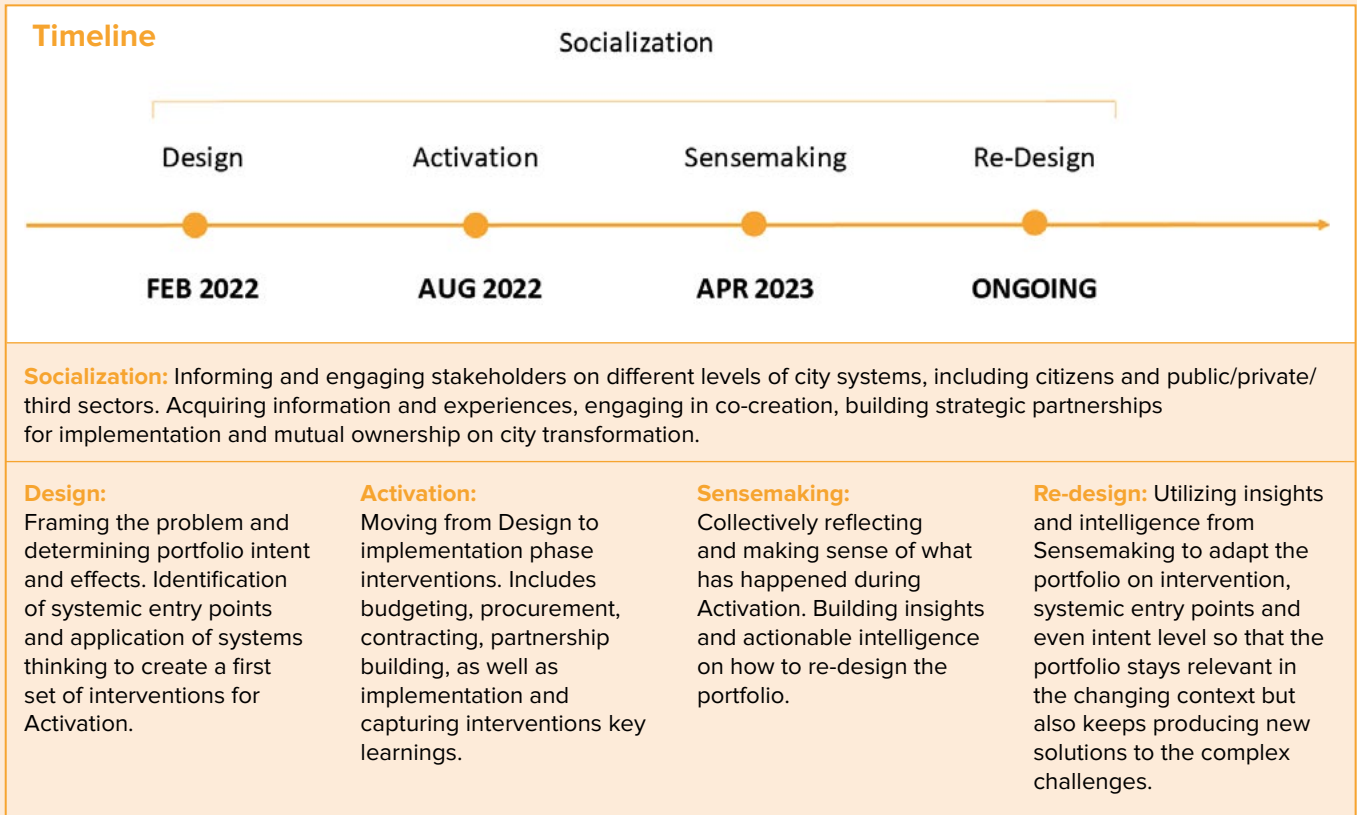 Timeline
Socialization
Design
Activation
Sensemaking
Re-Design
FEB 2022
AUG 2022
APR 2023
ONGOING
Socialization: Informing and engaging stakeholders on different levels of city systems, including citizens and public/private/
third sectors. Acquiring information and experiences, engaging in co-creation, building strategic partnerships
for implementation and mutual ownership on city transformation.
Design:
Framing the problem and
determining portfolio intent
and effects. Identification
of systemic entry points
and application of systems
thinking to create a first
set of interventions for
Activation.
Activation:
Moving from Design to
implementation phase
interventions. Includes
budgeting, procurement,
contracting, partnership
building, as well as
implementation and
capturing interventions key
learnings.
Sensemaking:
Collectively reflecting
and making sense of what
has happened during
Activation. Building insights
and actionable intelligence
on how to re-design the
portfolio.
Re-design: Utilizing insights
and intelligence from
Sensemaking to adapt the
portfolio on intervention,
systemic entry points and
even intent level so that the
portfolio stays relevant in
the changing context but
also keeps producing new
solutions to the complex
challenges.